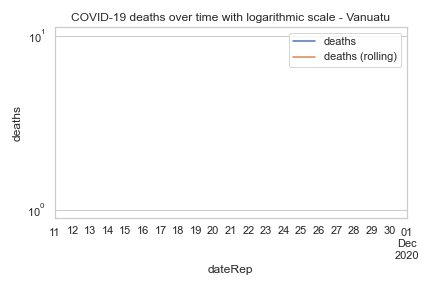 COVID-19 deaths over time with logarithmic scale - Vanuatu
10¹
deaths
deaths (rolling)
deaths
10⁰
11 12 13 14 15 16 17 18 19 20 21 22 23 24 25 26 27 28 29 30 01
Dec
2020
dateRep